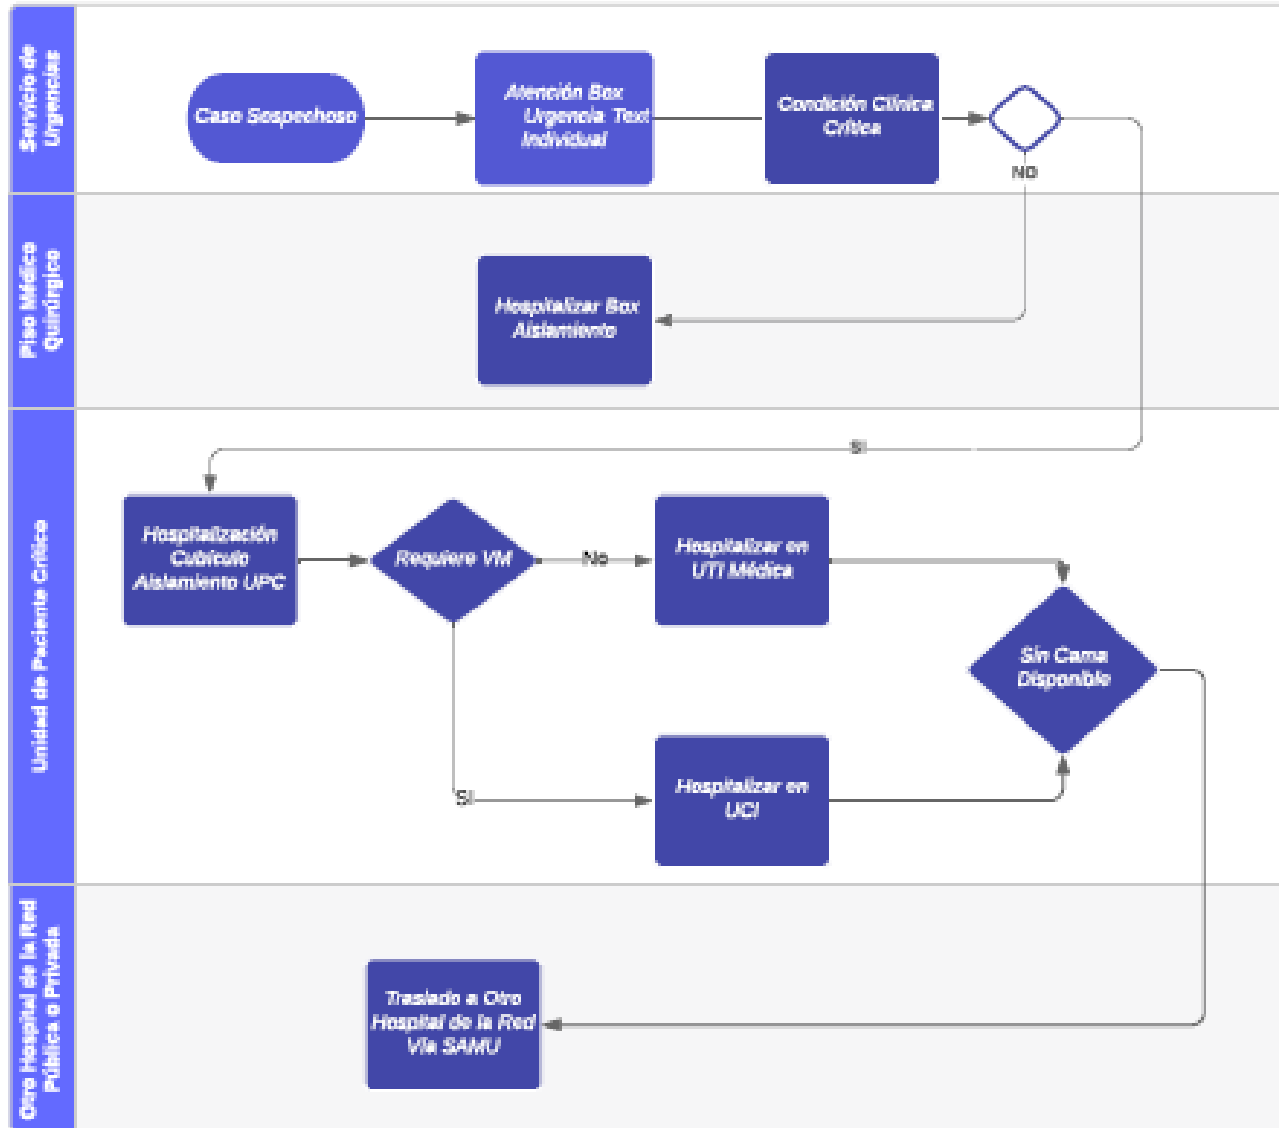 Servicio de
Urgencias
Caso Sospechoso
Atención Box
Urgencia Text
Individual
Condición Clínica
Crítica
NO
Piso Médico
Quirúrgico
Hospitalizar Box
Aislamiento
SI
Unidad de Paciente Crítico
Hospitalización
Cubículo
Aislamiento UPC
Requiere VM
No
Hospitalizar en
UTI Médica
Sin Cama
Disponible
SI
Hospitalizar en
UCI
Otro Hospital de la Red
Pública o Privada
Traslado a Otro
Hospital de la Red
Vía SAMU